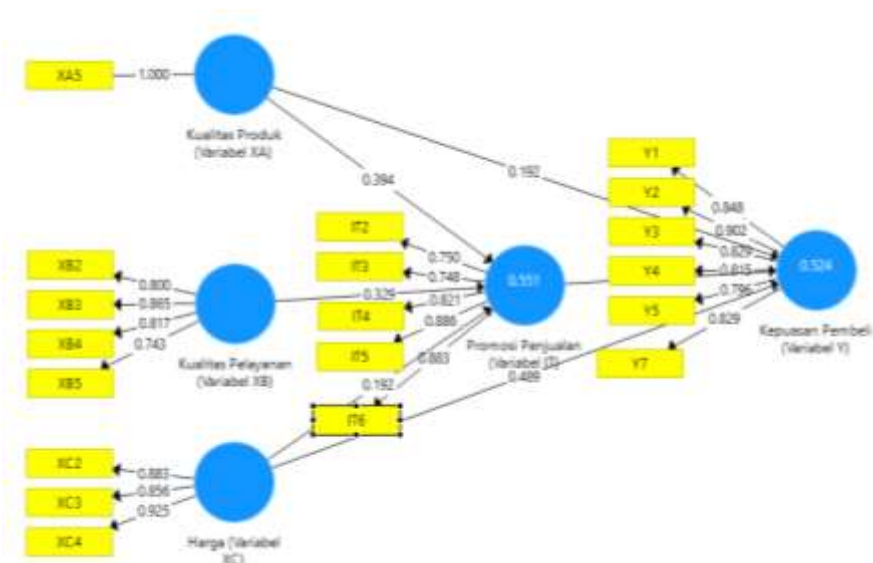 XA5
1.000
Kualitas Produk
(Variabel XA)
0.192
0.394
Y1
Y2
Y3
Y4
Y5
Y7
0.848
0.902
0.829
0.815
0.796
0.829
0.524
Kepuasan Pembeli
(Variabel Y)
IT2
IT3
IT4
IT5
IT6
0.790
0.748
0.821
0.886
0.883
0.551
Promosi Penjualan
(Variabel IT)
XB2
XB3
XB4
XB5
0.800
0.865
0.817
0.743
0.329
Kualitas Pelayanan
(Variabel XB)
0.192
0.489
XC2
XC3
XC4
0.883
0.856
0.925
Harga (Variabel
XC)